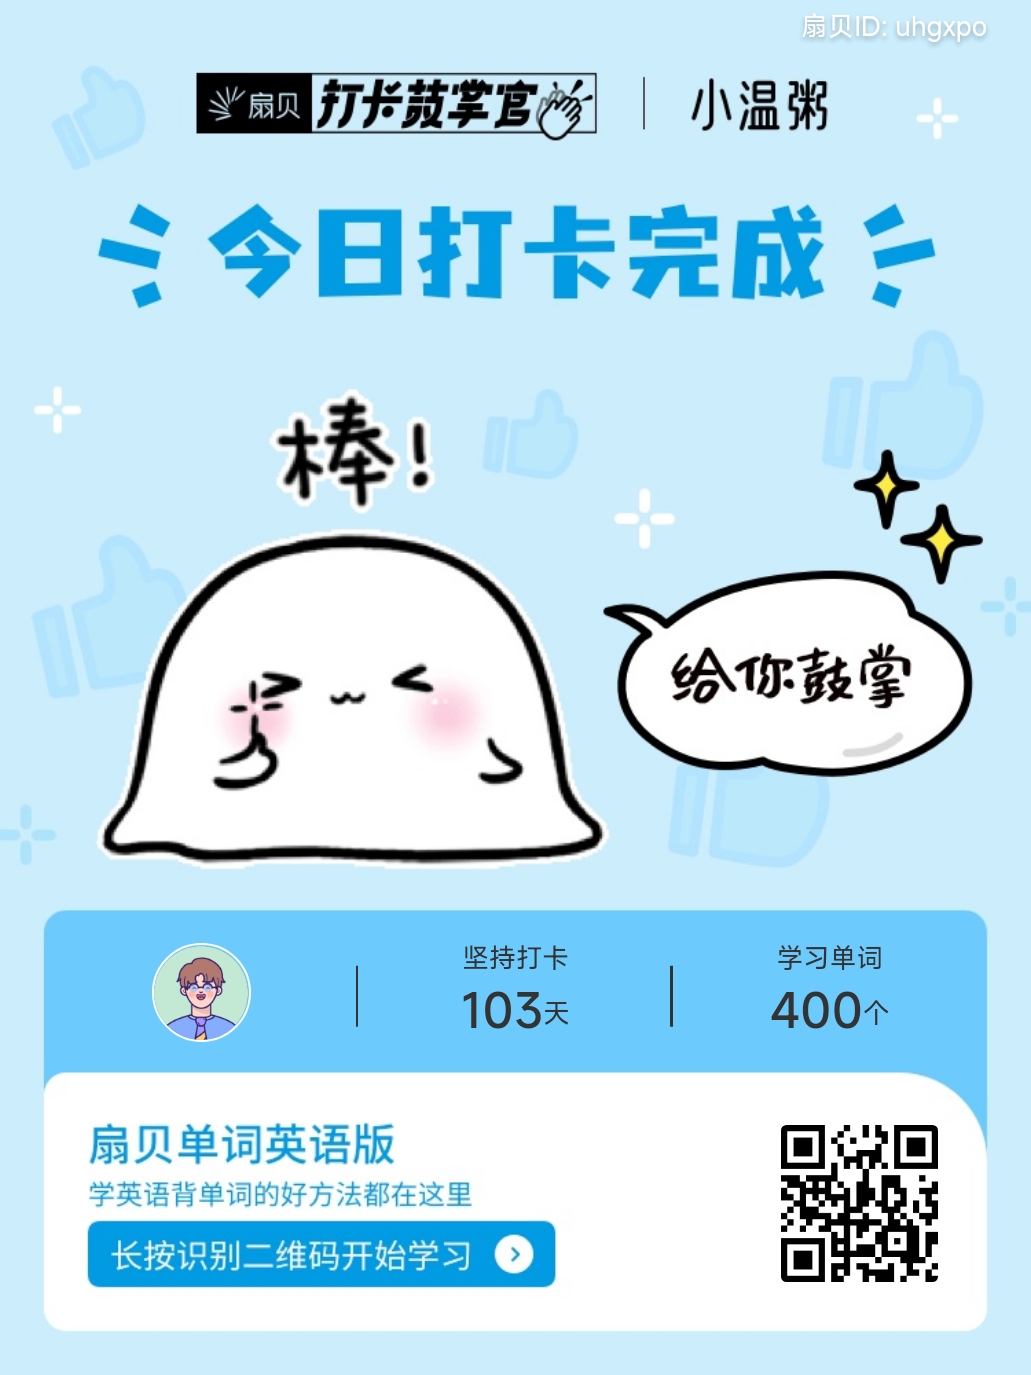 扇贝ID: uhgxpo
扇贝 打卡鼓掌官 | 小温粥
今日打卡完成
棒!
给你鼓掌
坚持打卡 学习单词
103天 400个
扇贝单词英语版
学英语背单词的好方法都在这里
长按识别二维码开始学习